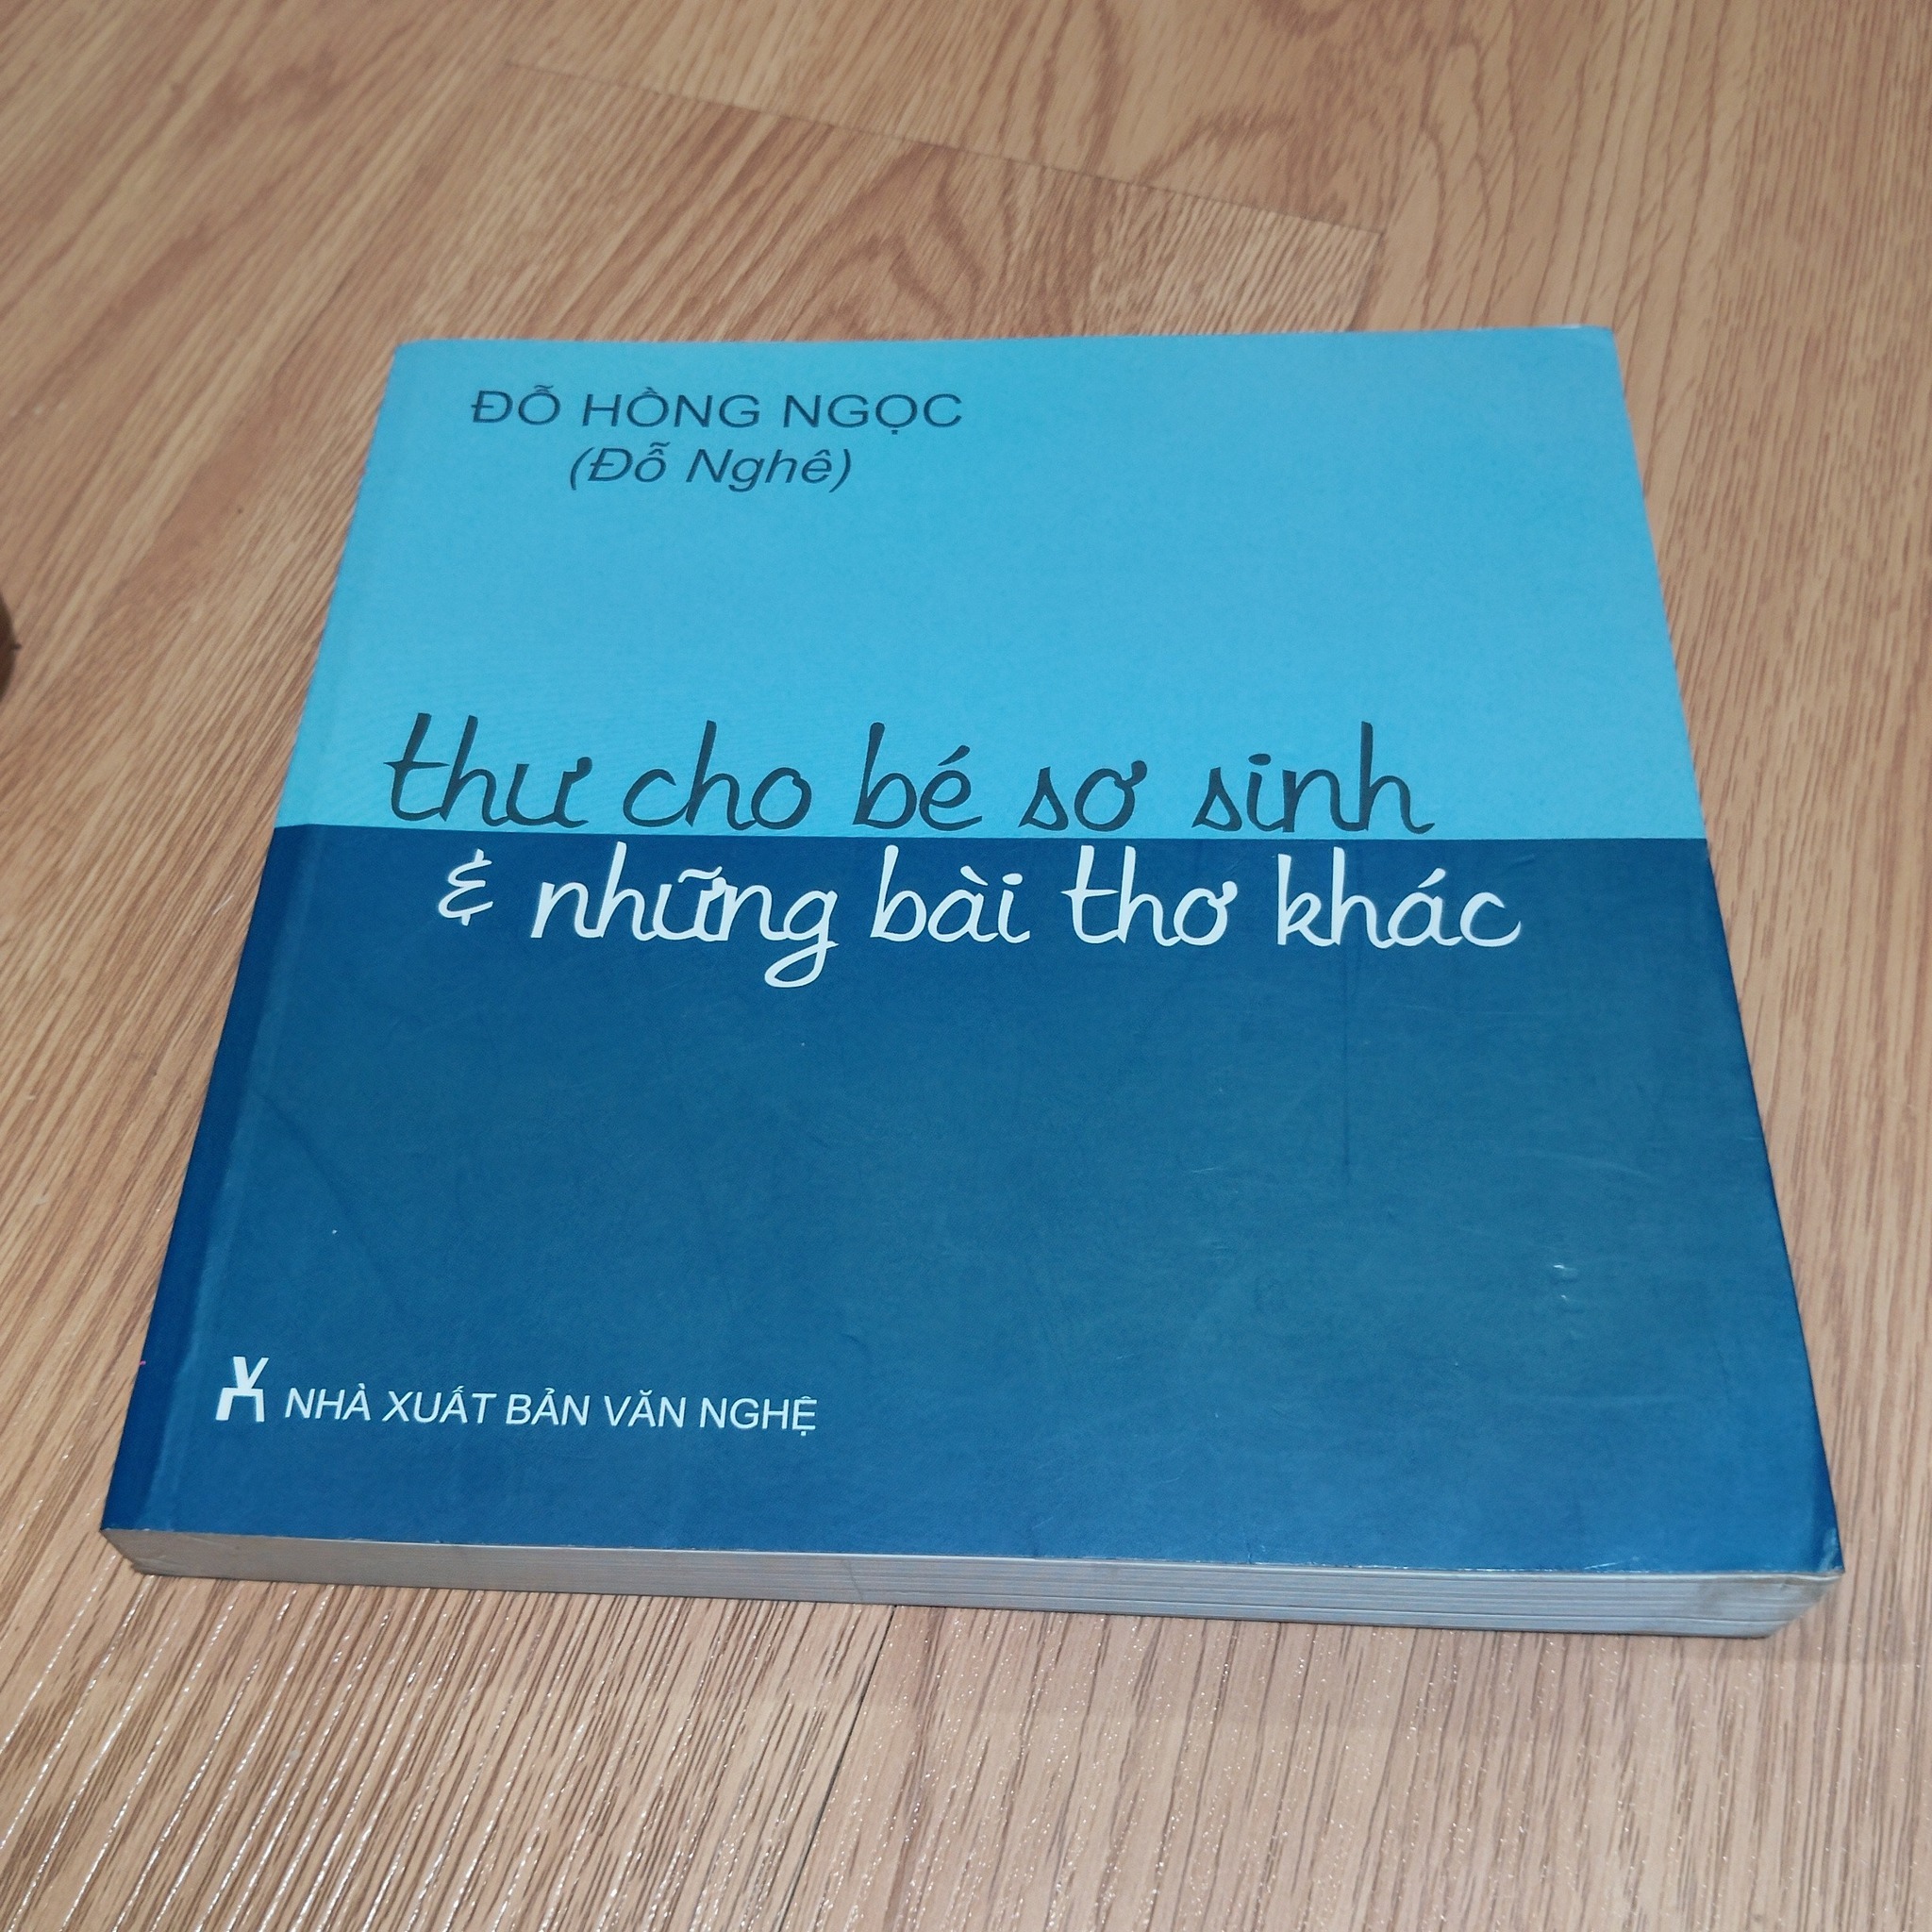 ĐỖ HỒNG NGỌC
(Đỗ Nghê)
thư cho bé sơ sinh
& những bài thơ khác
NHÀ XUẤT BẢN VĂN NGHỆ